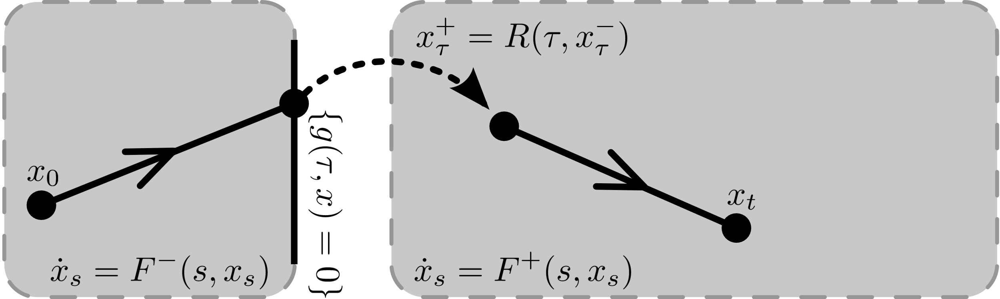 x_0
ẋ_s = F^-(s, x_s)
{g(τ, x) = 0}
x_τ^+ = R(τ, x_τ^-)
x_t
ẋ_s = F^+(s, x_s)